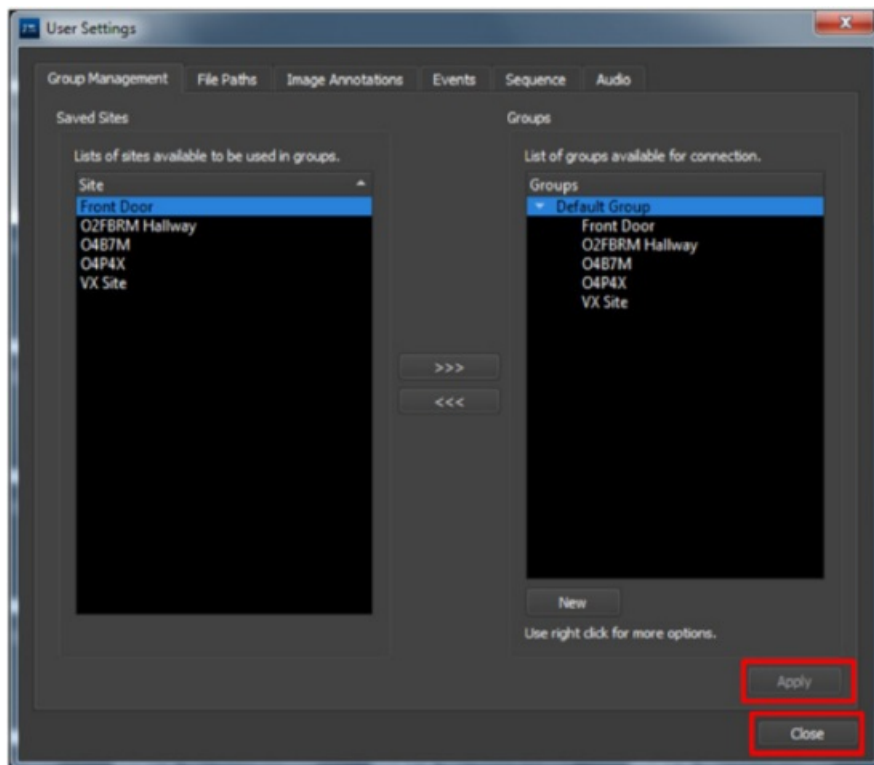 User Settings
X
Group Management File Paths Image Annotations Events Sequence Audio
Saved Sites
Lists of sites available to be used in groups.
Site
Front Door
O2FBRM Hallway
O4B7M
O4P4X
VX Site
>>>
<<<
Groups
List of groups available for connection.
Groups
Default Group
Front Door
O2FBRM Hallway
O4B7M
O4P4X
VX Site
New
Use right click for more options.
Apply
Close